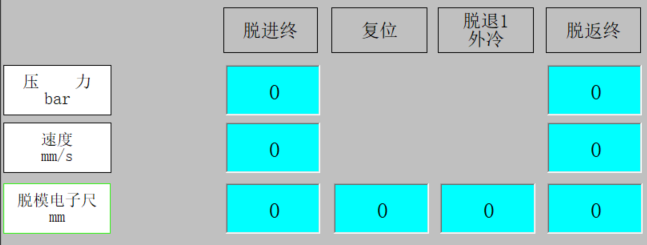 脱进终 复位 脱退1 脱返终
外冷
压 力 0 0
bar
速度 0 0
mm/s
脱模电子尺 0 0 0 0
mm